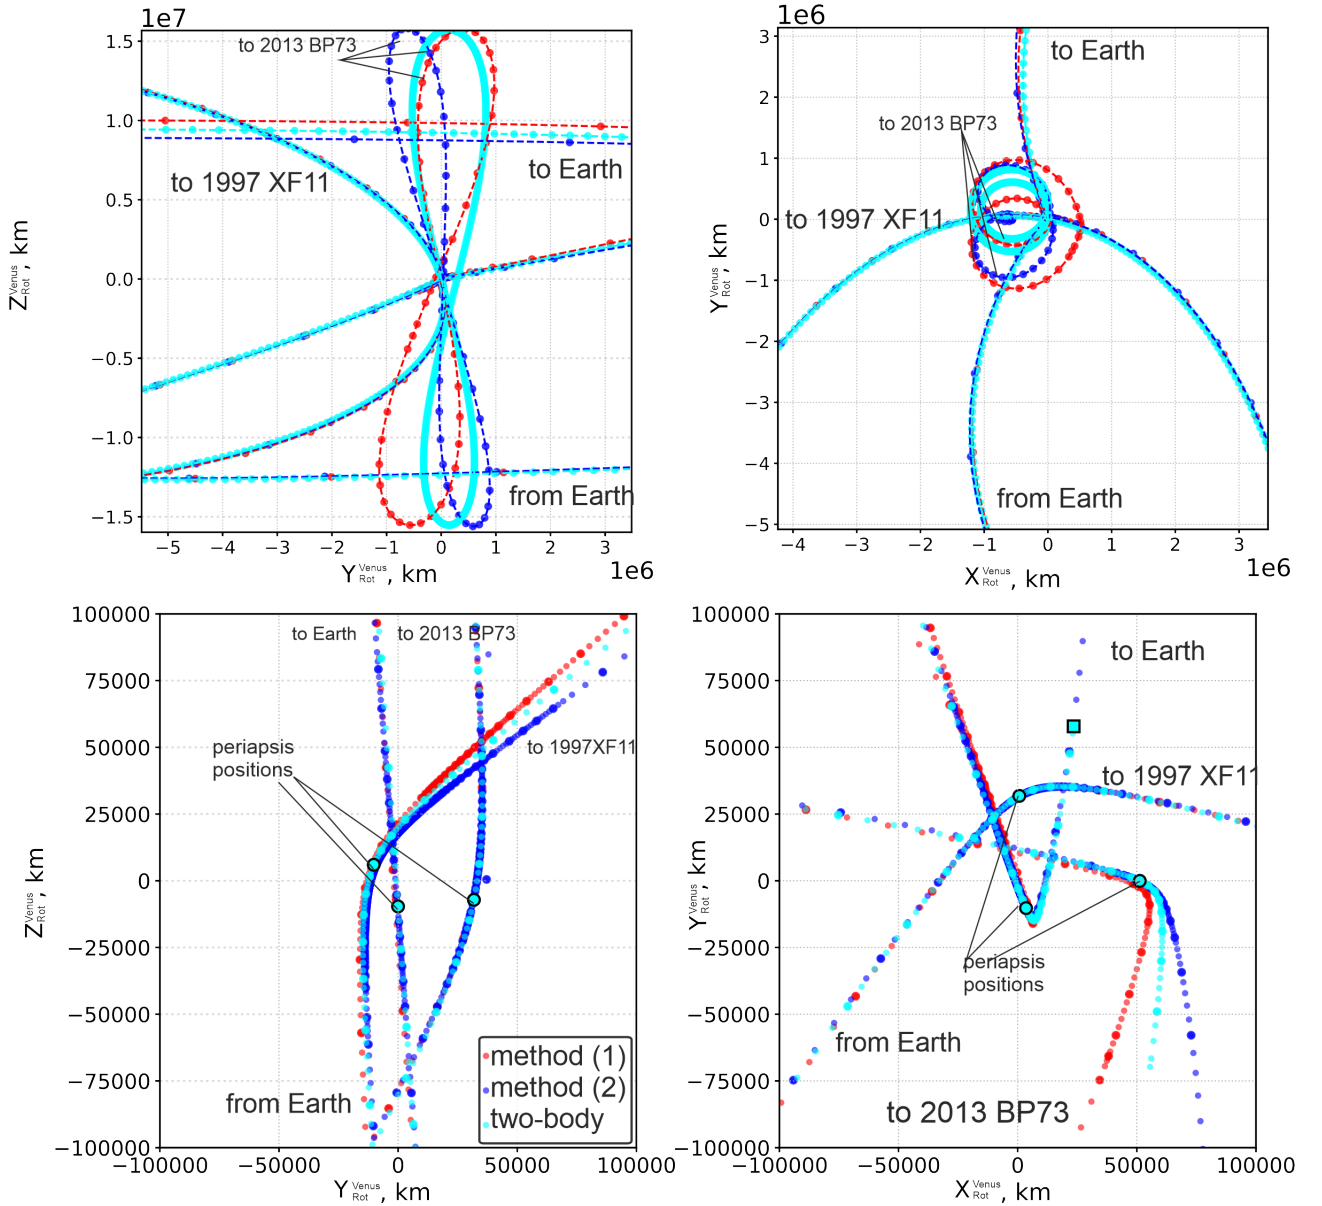 1e7
to 2013 BP73
1.5
1.0
0.5
0.0
−0.5
−1.0
−1.5
to 1997 XF11
to Earth
from Earth
Z Venus Rot , km
−5 −4 −3 −2 −1 0 1 2 3
1e6
Y Venus Rot , km
1e6
to Earth
to 2013 BP73
to 1997 XF11
from Earth
3
2
1
0
−1
−2
−3
−4
−5
Y Venus Rot , km
−4 −3 −2 −1 0 1 2 3
1e6
X Venus Rot , km
100000
75000
50000
25000
0
−25000
−50000
−75000
−100000
to Earth
to 2013 BP73
periapsis
positions
to 1997XF11
from Earth
method (1)
method (2)
two-body
Z Venus Rot , km
−100000 −50000 0 50000 100000
Y Venus Rot , km
100000
75000
50000
25000
0
−25000
−50000
−75000
−100000
to Earth
to 1997 XF11
periapsis
positions
from Earth
to 2013 BP73
Y Venus Rot , km
−100000 −50000 0 50000 100000
X Venus Rot , km